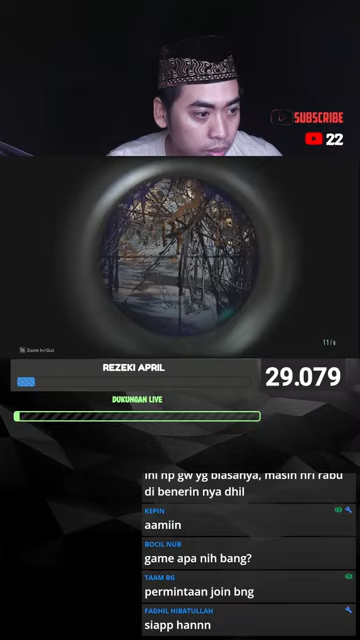 SUBSCRIBE
22
Zoom In/Out
11/6
REZEKI APRIL
29.079
DUKUNGAN LIVE
ini hp gw yg biasanya, masih hri rabu
di benerin nya dhil
KEPIN
aamiin
BOCIL NUB
game apa nih bang?
TAAM BG
permintaan join bng
FADHIL HIBATULLAH
siapp hannn